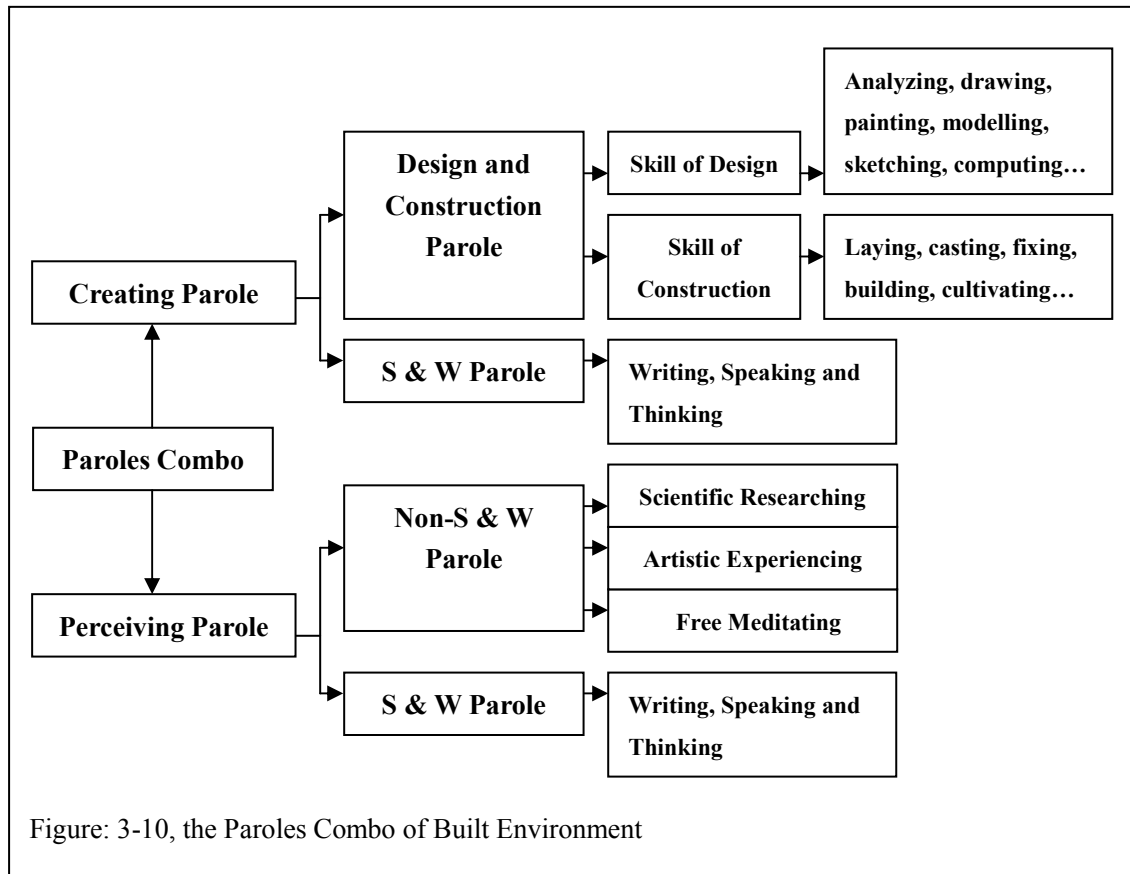 Analyzing, drawing,
painting, modelling,
sketching, computing…
Design and
Construction
Parole
Skill of Design
Skill of
Construction
Laying, casting, fixing,
building, cultivating…
Creating Parole
S & W Parole
Writing, Speaking and
Thinking
Paroles Combo
Non-S & W
Parole
Scientific Researching
Artistic Experiencing
Free Meditating
Perceiving Parole
S & W Parole
Writing, Speaking and
Thinking
Figure: 3-10, the Paroles Combo of Built Environment